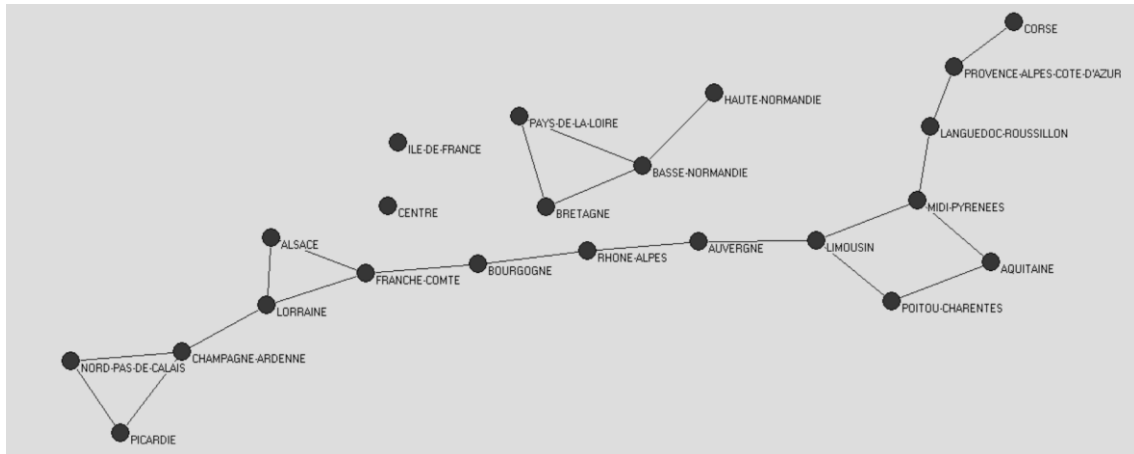 CORSE
PROVENCE-ALPES-COTE-D'AZUR
HAUTE-NORMANDIE
PAYS-DE-LA-LOIRE
LANGUEDOC-ROUSSILLON
ILE-DE-FRANCE
BASSE-NORMANDIE
MIDI-PYRENEES
CENTRE
BRETAGNE
ALSACE
LIMOUSIN
AUVERGNE
RHONE-ALPES
AQUITAINE
BOURGOGNE
FRANCHE-COMTE
POITOU-CHARENTES
LORRAINE
CHAMPAGNE-ARDENNE
NORD-PAS-DE-CALAIS
PICARDIE